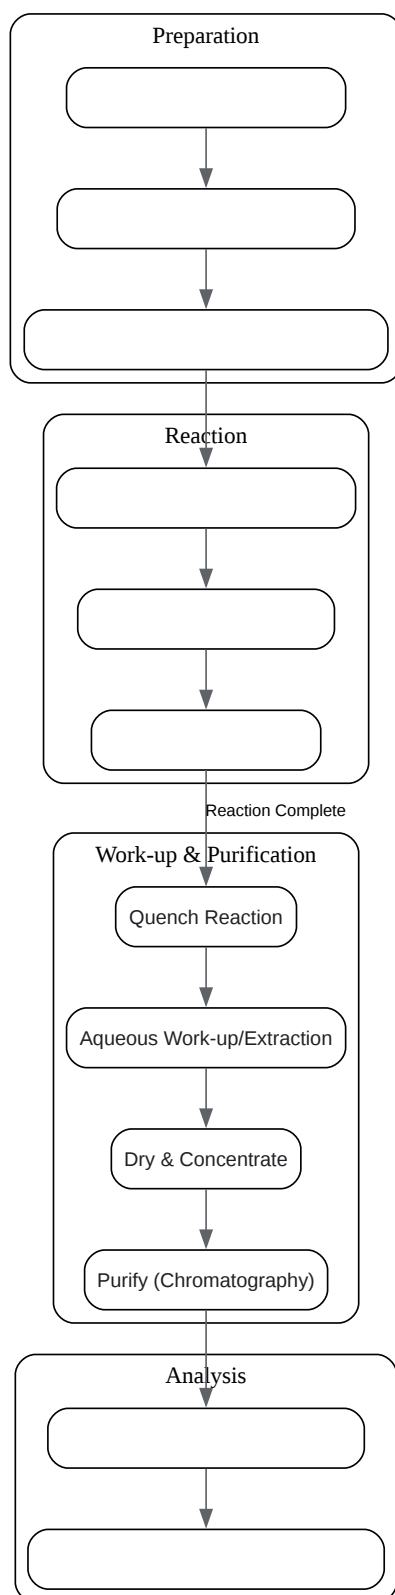 Preparation
Reaction
Reaction Complete
Work-up & Purification
Quench Reaction
Aqueous Work-up/Extraction
Dry & Concentrate
Purify (Chromatography)
Analysis